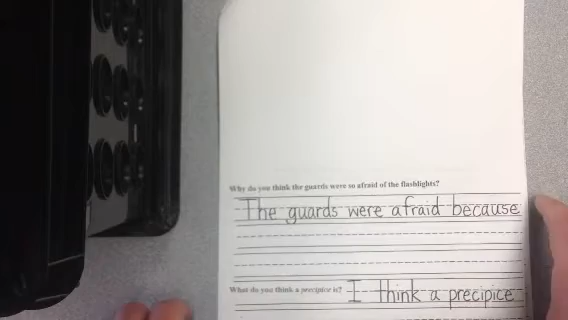 Why do you think the guards were so afraid of the flashlights?
The guards were afraid because
What do you think a precipice is? I think a precipice